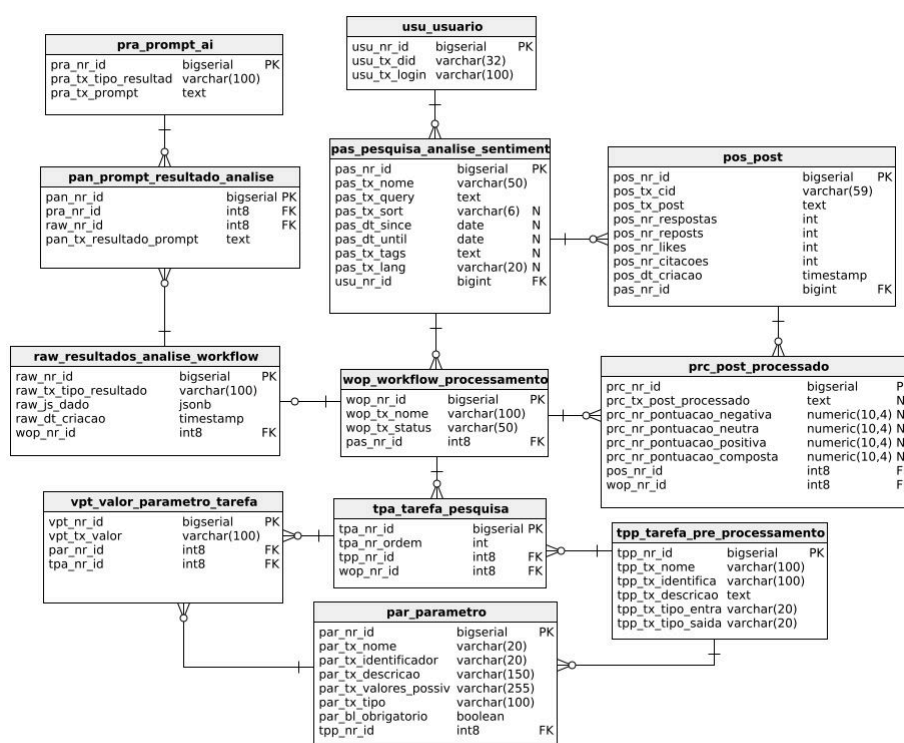 usu_usuario
usu_nr_id bigserial PK
usu_tx_did varchar(32)
usu_tx_login varchar(100)
pra_prompt_ai
pra_nr_id bigserial PK
pra_tx_tipo_resultad varchar(100)
pra_tx_prompt text
pas_pesquisa_analise_sentiment
pas_nr_id bigserial PK
pas_tx_nome varchar(50)
pas_tx_query text
pas_tx_sort varchar(6) N
pas_dt_since date N
pas_dt_until date N
pas_tx_tags text N
pas_tx_lang varchar(20) N
usu_nr_id bigint FK
pos_post
pos_nr_id bigserial PK
pos_tx_cid varchar(59)
pos_tx_post text
pos_nr_respostas int
pos_nr_reposts int
pos_nr_likes int
pos_nr_citacoes int
pos_dt_criacao timestamp
pas_nr_id bigint FK
pan_prompt_resultado_analise
pan_nr_id bigserial PK
pra_nr_id int8 FK
raw_nr_id int8 FK
pan_tx_resultado_prompt text
raw_resultados_analise_workflow
raw_nr_id bigserial PK
raw_tx_tipo_resultado varchar(100)
raw_js_dado jsonb
raw_dt_criacao timestamp
wop_nr_id int8 FK
wop_workflow_processamento
wop_nr_id bigserial PK
wop_tx_nome varchar(100)
wop_tx_status varchar(50)
pas_nr_id int8 FK
prc_post_processado
prc_nr_id bigserial P
prc_tx_post_processado text N
prc_nr_pontuacao_negativa numeric(10,4) N
prc_nr_pontuacao_neutra numeric(10,4) N
prc_nr_pontuacao_positiva numeric(10,4) N
prc_nr_pontuacao_composta numeric(10,4) N
pos_nr_id int8 F
wop_nr_id int8 F
vpt_valor_parametro_tarefa
vpt_nr_id bigserial PK
vpt_tx_valor varchar(100)
par_nr_id int8 FK
tpa_nr_id int8 FK
tpa_tarefa_pesquisa
tpa_nr_id bigserial PK
tpa_nr_ordem int
tpp_nr_id int8 FK
wop_nr_id int8 FK
tpp_tarefa_pre_processamento
tpp_nr_id bigserial PK
tpp_tx_nome varchar(100)
tpp_tx_identifica varchar(100)
tpp_tx_descricao text
tpp_tx_tipo_entra varchar(20)
tpp_tx_tipo_saida varchar(20)
par_parametro
par_nr_id bigserial PK
par_tx_nome varchar(20)
par_tx_identificador varchar(20)
par_tx_descricao varchar(150)
par_tx_valores_possiv varchar(255)
par_tx_tipo varchar(100)
par_bl_obrigatorio boolean
tpp_nr_id int8 FK